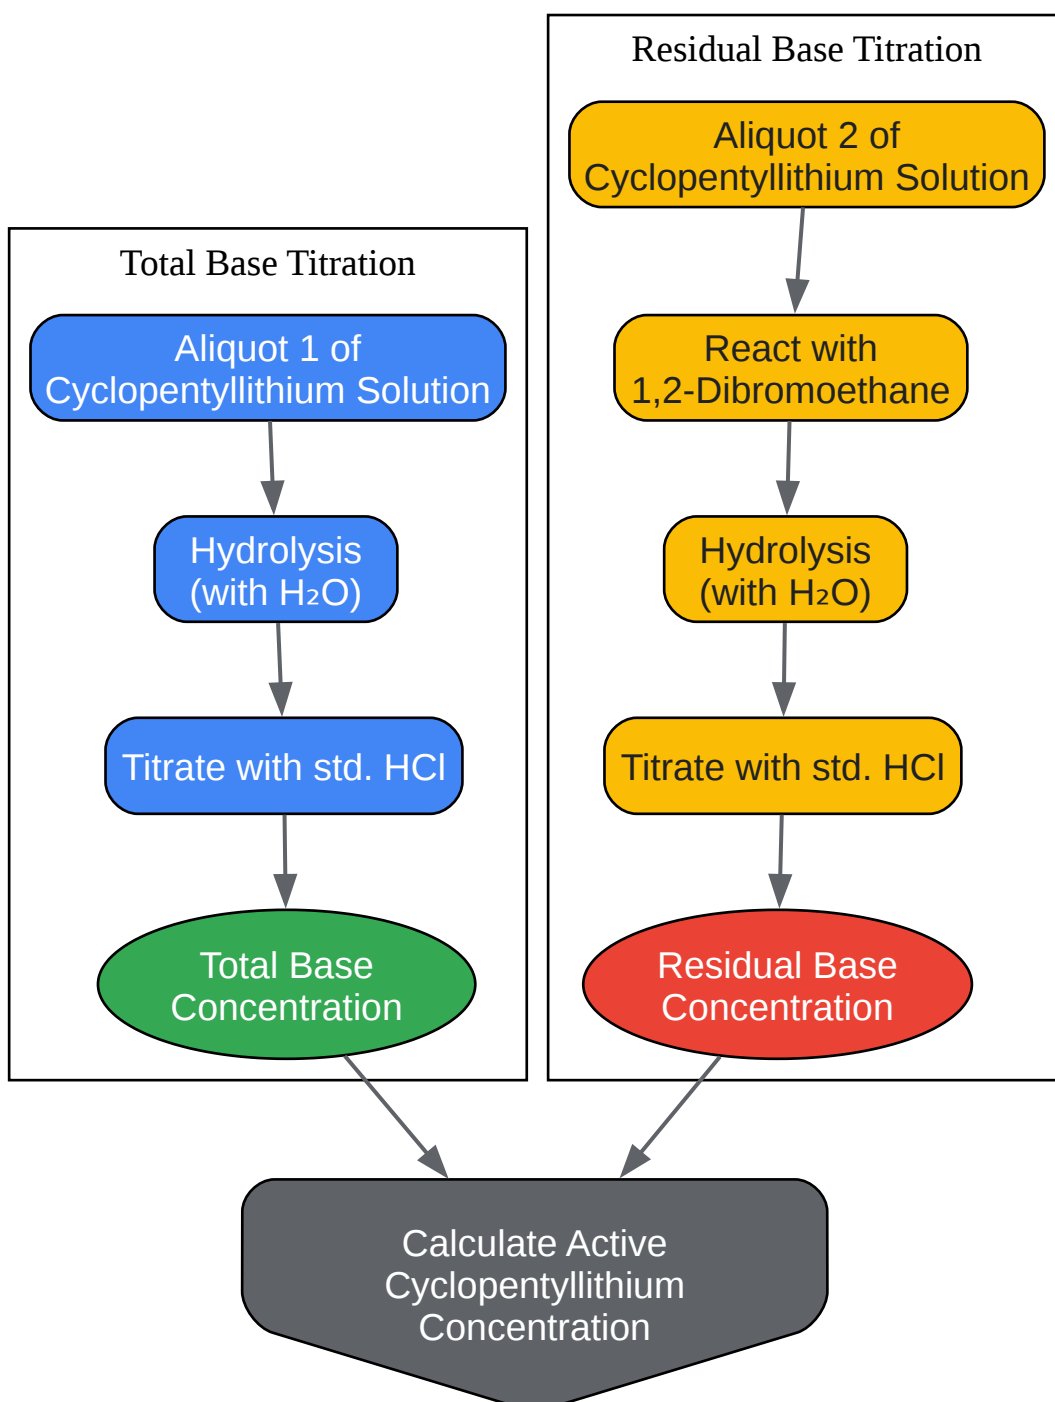 Total Base Titration
Aliquot 1 of
Cyclopentyllithium Solution
Hydrolysis
(with H₂O)
Titrate with std. HCl
Total Base
Concentration
Residual Base Titration
Aliquot 2 of
Cyclopentyllithium Solution
React with
1,2-Dibromoethane
Hydrolysis
(with H₂O)
Titrate with std. HCl
Residual Base
Concentration
Calculate Active
Cyclopentyllithium
Concentration